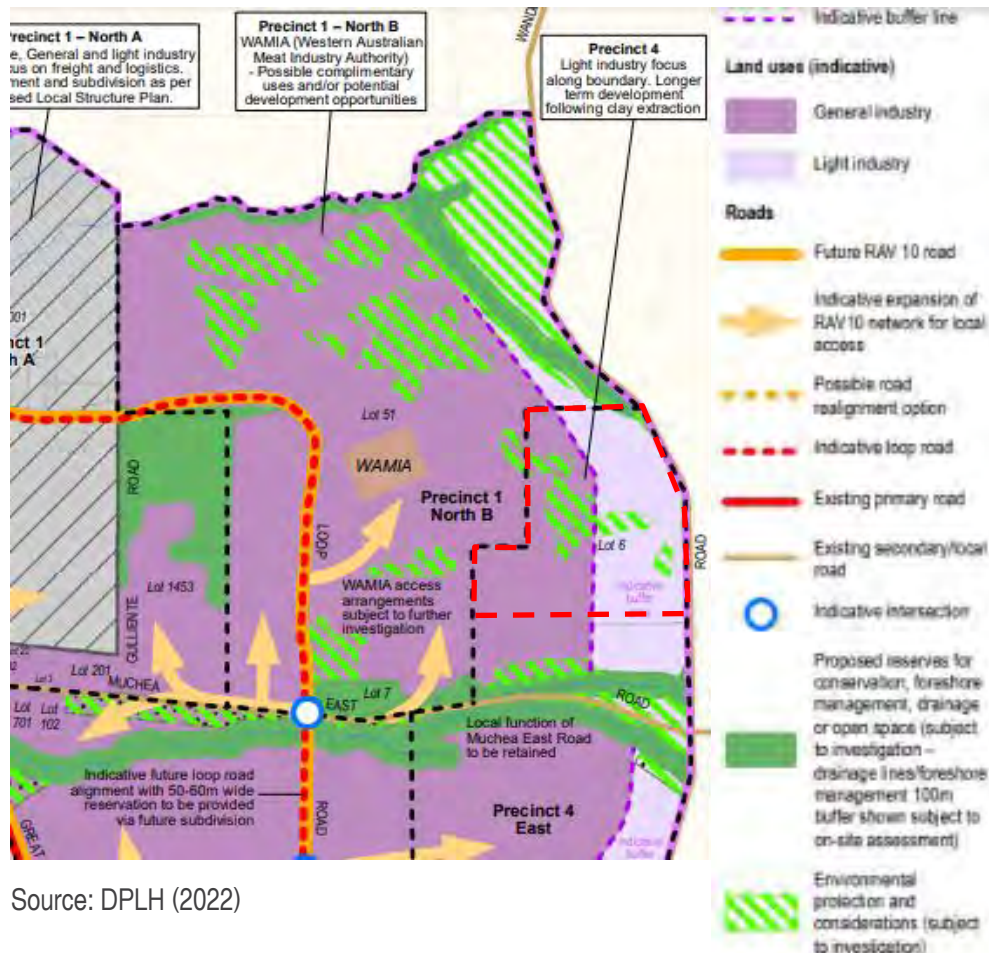 Precinct 1 – North A
e, General and light industry
cus on freight and logistics.
ment and subdivision as per
sed Local Structure Plan.
Precinct 1 – North B
WAMIA (Western Australian
Meat Industry Authority)
- Possible complimentary
uses and/or potential
development opportunities
Precinct 4
Light industry focus
along boundary. Longer
term development
following clay extraction
WAND
001
nct 1
h A
Lot 51
WAMIA
Precinct 1
North B
ROAD
LOOP
Lot 6
Indicative
buffer
ROAD
WAMIA access
arrangements
subject to further
investigation
Lot 1453
GULLIENTE
Lot 201
MUCHEA
Lot
701
Lot
102
EAST
Lot 7
ROAD
Local function of
Muchea East Road
to be retained
Indicative future loop road
alignment with 50-60m wide
reservation to be provided
via future subdivision
ROAD
GREAT
Precinct 4
East
Indicative
buffer
Source: DPLH (2022)
Indicative buffer line
Land uses (indicative)
General industry
Light industry
Roads
Future RAV 10 road
Indicative expansion of
RAV10 network for local
access
Possible road
realignment option
Indicative loop road
Existing primary road
Existing secondary/local
road
Indicative intersection
Proposed reserves for
conservation, foreshore
management, drainage
or open space (subject
to investigation –
drainage lines/foreshore
management 100m
buffer shown subject to
on-site assessment)
Environmental
protection and
considerations (subject
to investigation)